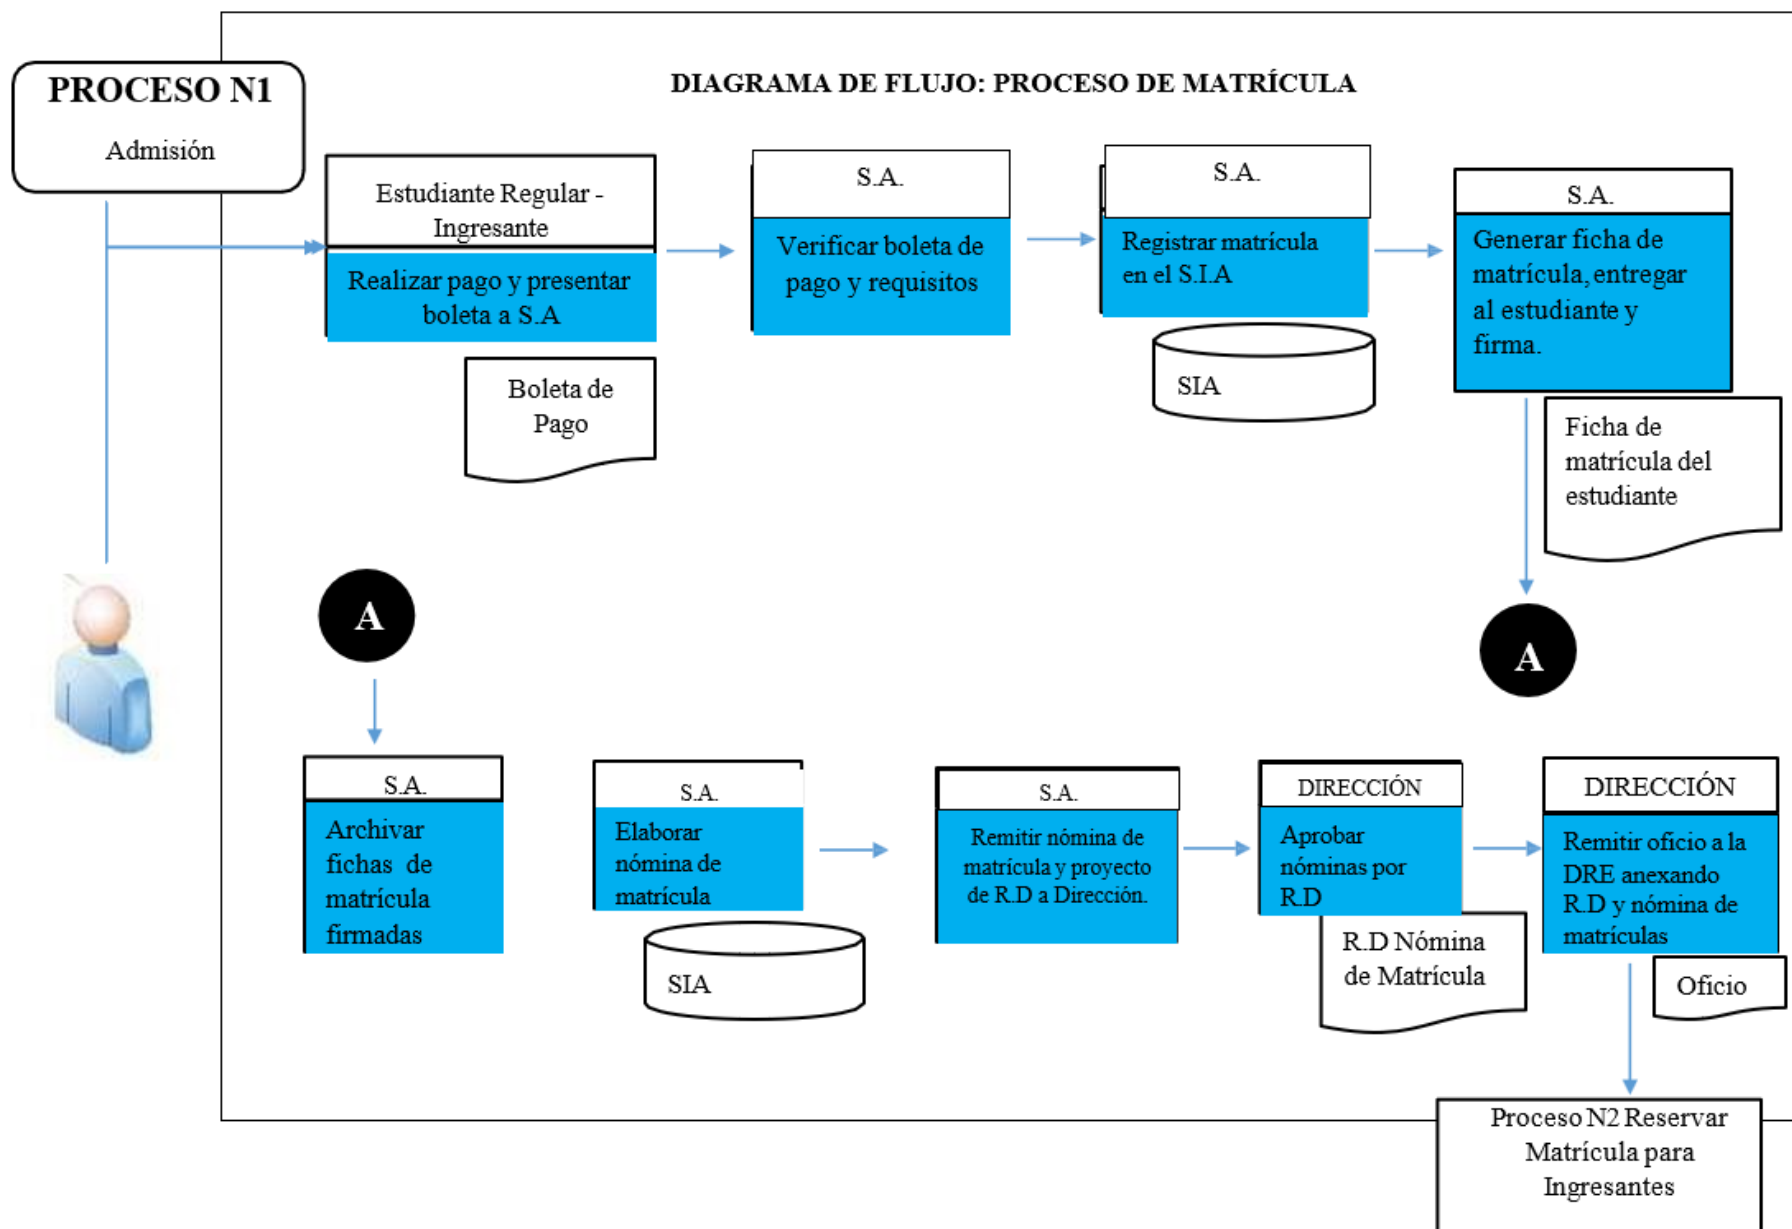 PROCESO N1
Admisión
DIAGRAMA DE FLUJO: PROCESO DE MATRÍCULA
Estudiante Regular -
Ingresante
Realizar pago y presentar
boleta a S.A
Boleta de
Pago
S.A.
Verificar boleta de
pago y requisitos
S.A.
Registrar matrícula
en el S.I.A
SIA
S.A.
Generar ficha de
matrícula, entregar
al estudiante y
firma.
Ficha de
matrícula del
estudiante
A
A
S.A.
Archivar
fichas de
matrícula
firmadas
S.A.
Elaborar
nómina de
matrícula
SIA
S.A.
Remitir nómina de
matrícula y proyecto
de R.D a Dirección.
DIRECCIÓN
Aprobar
nóminas por
R.D
R.D Nómina
de Matrícula
DIRECCIÓN
Remitir oficio a la
DRE anexando
R.D y nómina de
matrículas
Oficio
Proceso N2 Reservar
Matrícula para
Ingresantes